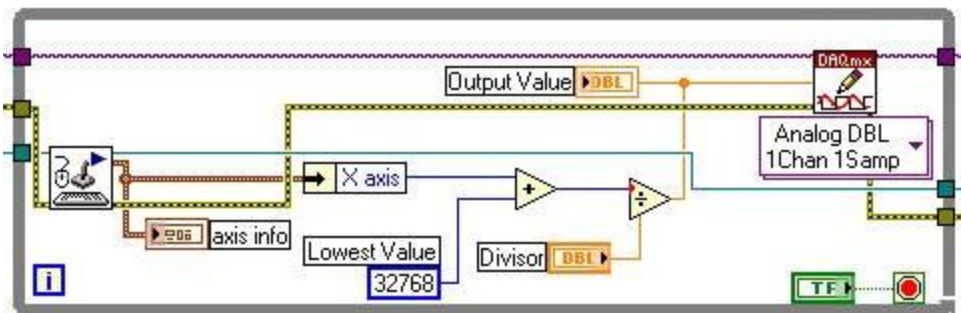 DAQmx
Output Value
DBL
Analog DBL
1Chan 1Samp
X axis
+
÷
axis info
Lowest Value
32768
Divisor
DBL
i
TF